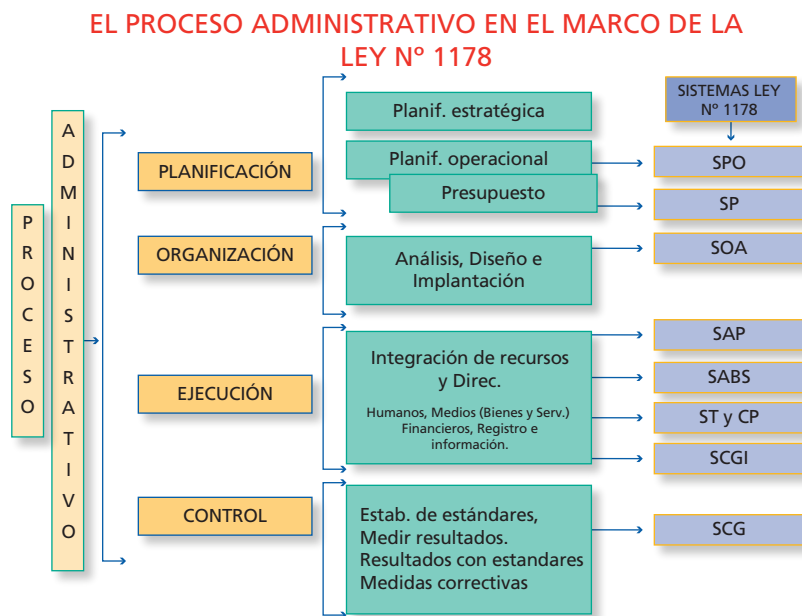 EL PROCESO ADMINISTRATIVO EN EL MARCO DE LA
LEY Nº 1178
PROCESO
ADMINISTRATIVO
PLANIFICACIÓN
Planif. estratégica
Planif. operacional
Presupuesto
SISTEMAS LEY
Nº 1178
SPO
SP
ORGANIZACIÓN
Análisis, Diseño e
Implantación
SOA
EJECUCIÓN
Integración de recursos
y Direc.
Humanos, Medios (Bienes y Serv.)
Financieros, Registro e
información.
SAP
SABS
ST y CP
SCGI
CONTROL
Estab. de estándares,
Medir resultados.
Resultados con estandares
Medidas correctivas
SCG